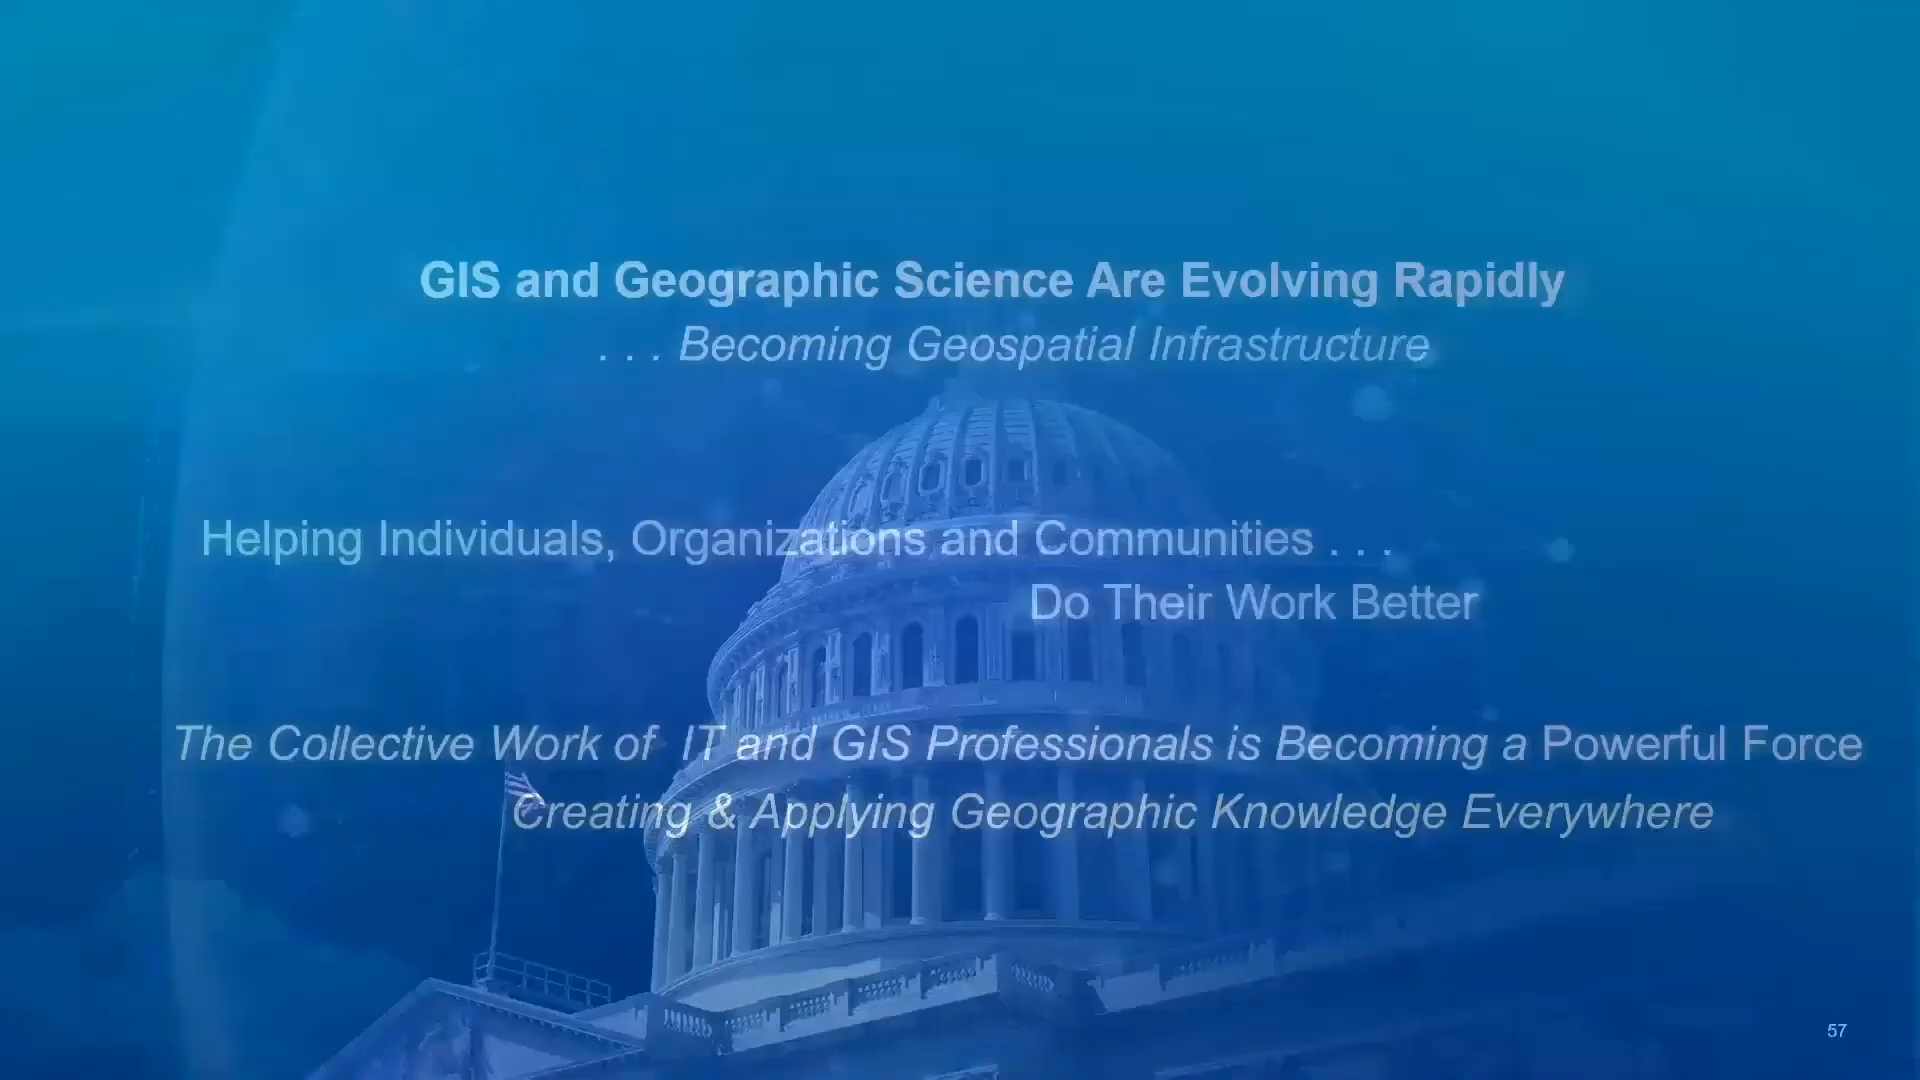 GIS and Geographic Science Are Evolving Rapidly
. . . Becoming Geospatial Infrastructure
Helping Individuals, Organizations and Communities . . .
Do Their Work Better
The Collective Work of IT and GIS Professionals is Becoming a Powerful Force
Creating & Applying Geographic Knowledge Everywhere
57